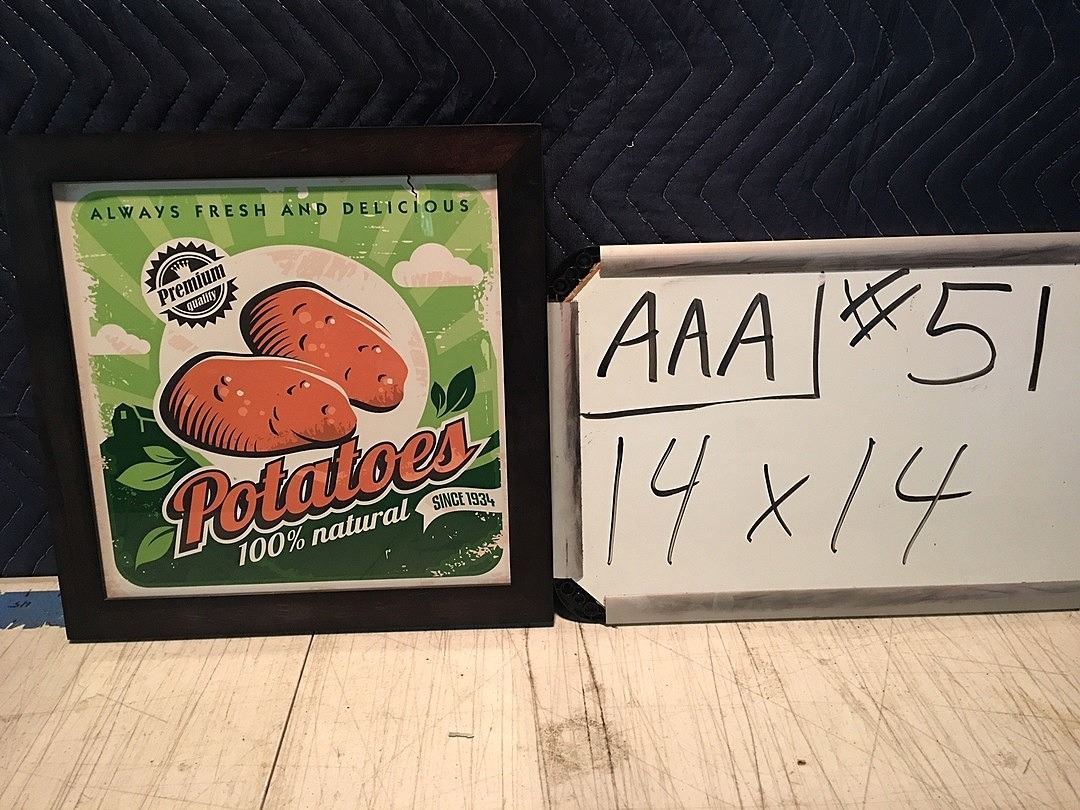 ALWAYS FRESH AND DELICIOUS
Premium
quality
Potatoes
100% natural
SINCE 1934
AAA #51
14 x 14